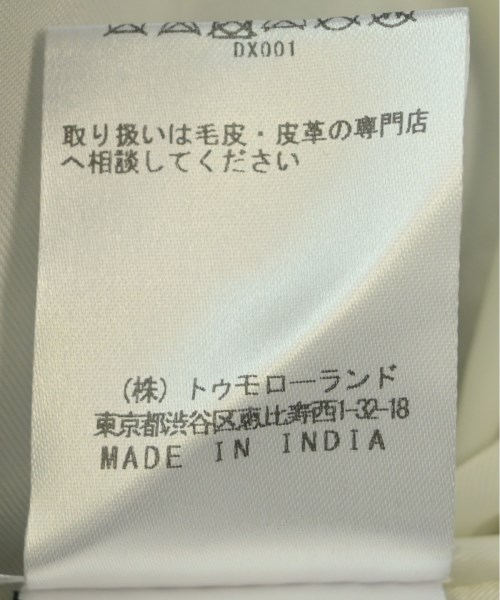 DX001
取り扱いは毛皮・皮革の専門店
へ相談してください
（株）トゥモローランド
東京都渋谷区恵比寿西1-32-18
MADE IN INDIA